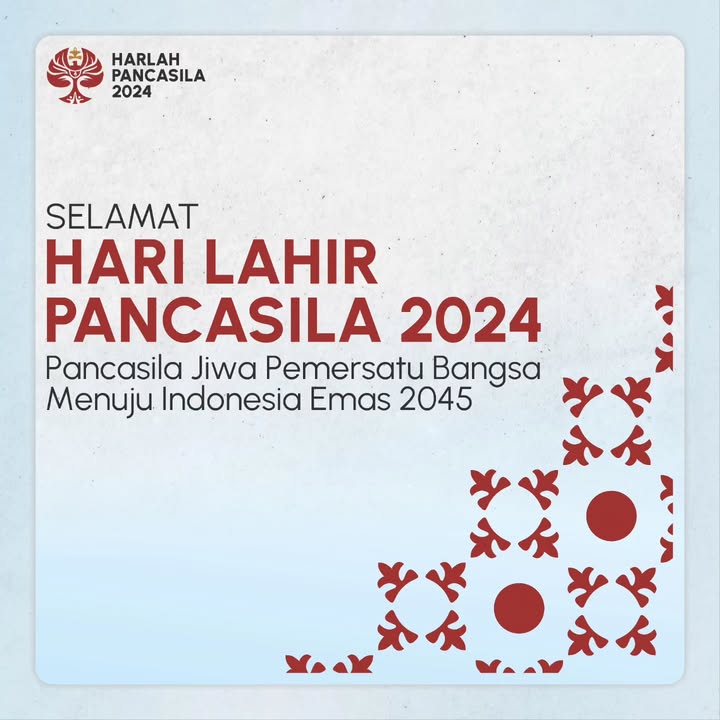 HARLAH
PANCASILA
2024
SELAMAT
HARI LAHIR
PANCASILA 2024
Pancasila Jiwa Pemersatu Bangsa
Menuju Indonesia Emas 2045